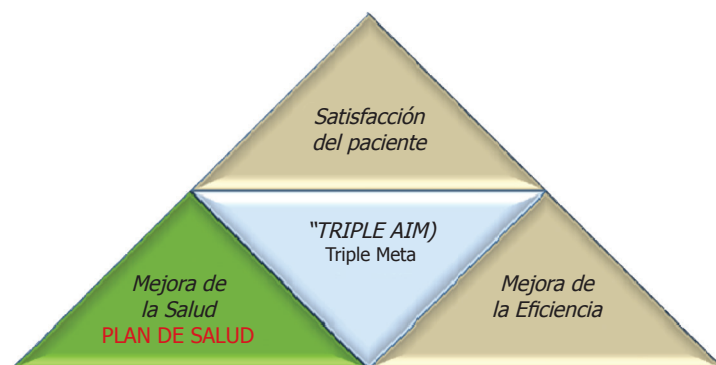 Satisfacción
del paciente
“TRIPLE AIM)
Triple Meta
Mejora de
la Salud
PLAN DE SALUD
Mejora de
la Eficiencia